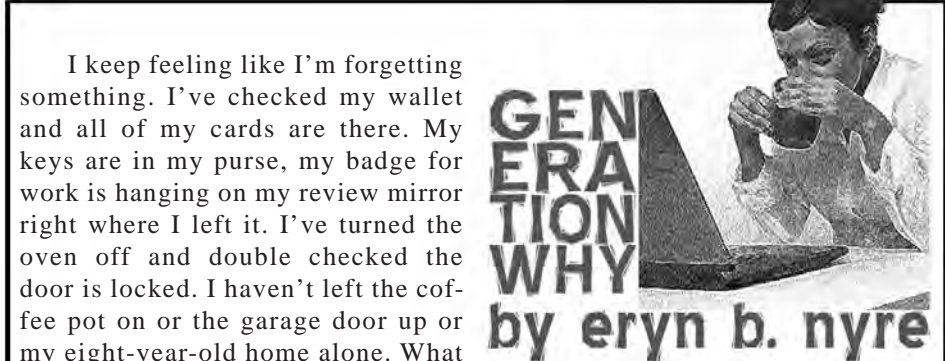 I keep feeling like I'm forgetting
something. I've checked my wallet
and all of my cards are there. My
keys are in my purse, my badge for
work is hanging on my review mirror
right where I left it. I've turned the
oven off and double checked the
door is locked. I haven't left the cof-
fee pot on or the garage door up or
my eight-year-old home alone. What
GEN
ERA
TION
WHY
by eryn b. nyre